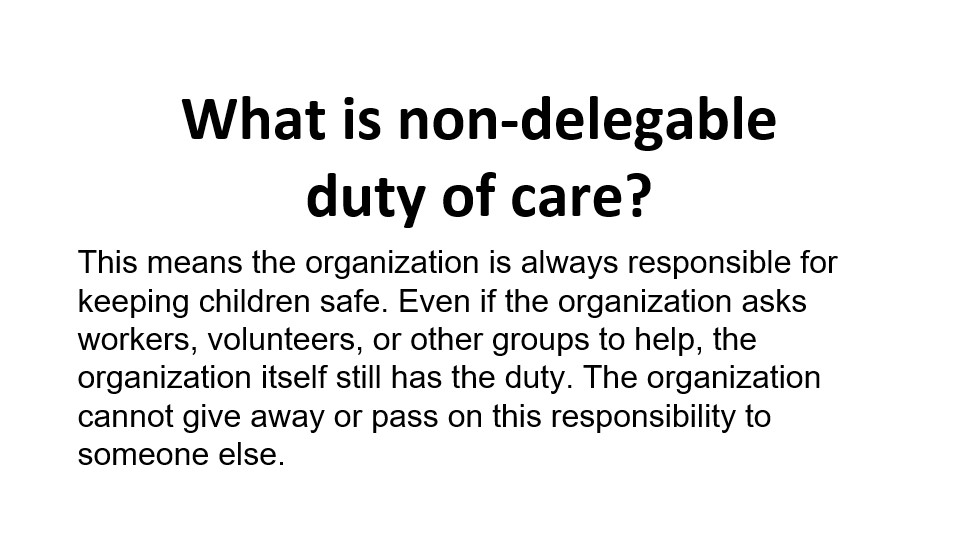 What is non-delegable
duty of care?
This means the organization is always responsible for
keeping children safe. Even if the organization asks
workers, volunteers, or other groups to help, the
organization itself still has the duty. The organization
cannot give away or pass on this responsibility to
someone else.